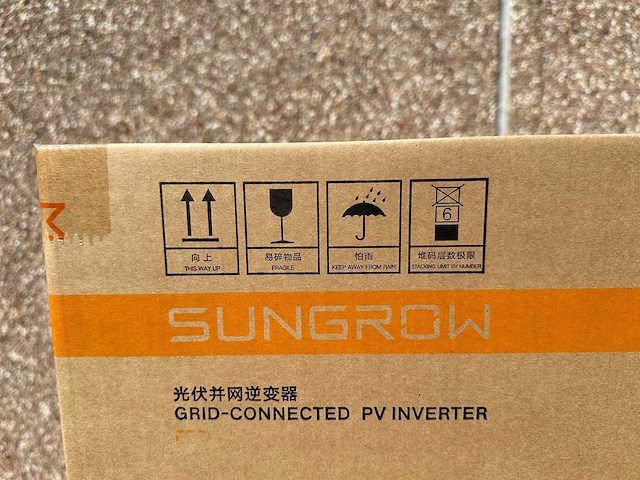 6
向上
THIS WAY UP
易碎物品
FRAGILE
怕雨
KEEP AWAY FROM RAIN
堆码层数极限
STACKING LIMIT BY NUMBER
SUNGROW
光伏并网逆变器
GRID-CONNECTED PV INVERTER